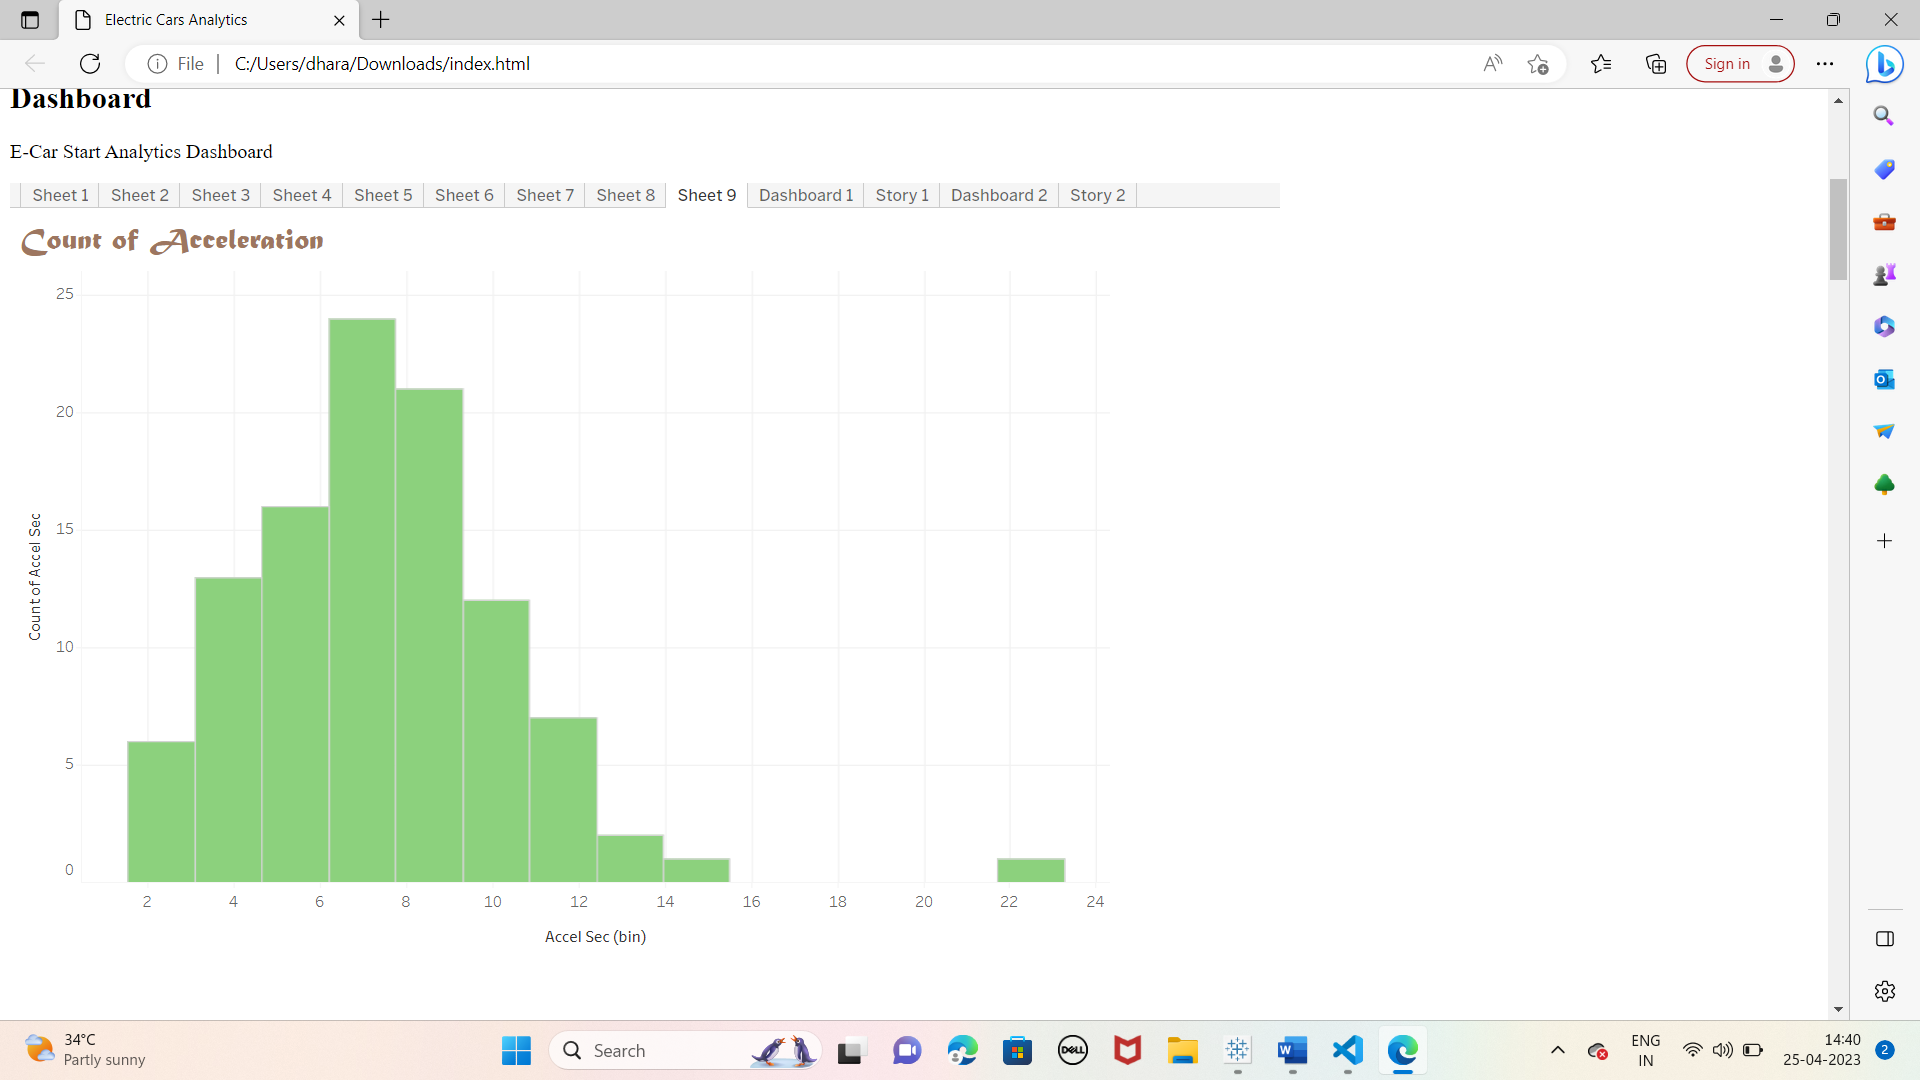 Electric Cars Analytics
File C:/Users/dhara/Downloads/index.html Sign in
Dashboard
E-Car Start Analytics Dashboard
Sheet 1 Sheet 2 Sheet 3 Sheet 4 Sheet 5 Sheet 6 Sheet 7 Sheet 8 Sheet 9 Dashboard 1 Story 1 Dashboard 2 Story 2
Count of Acceleration
25
20
15
10
5
0
Count of Accel Sec
2 4 6 8 10 12 14 16 18 20 22 24
Accel Sec (bin)
34°C
Partly sunny
Search
DELL
ENG
IN
14:40
25-04-2023
2